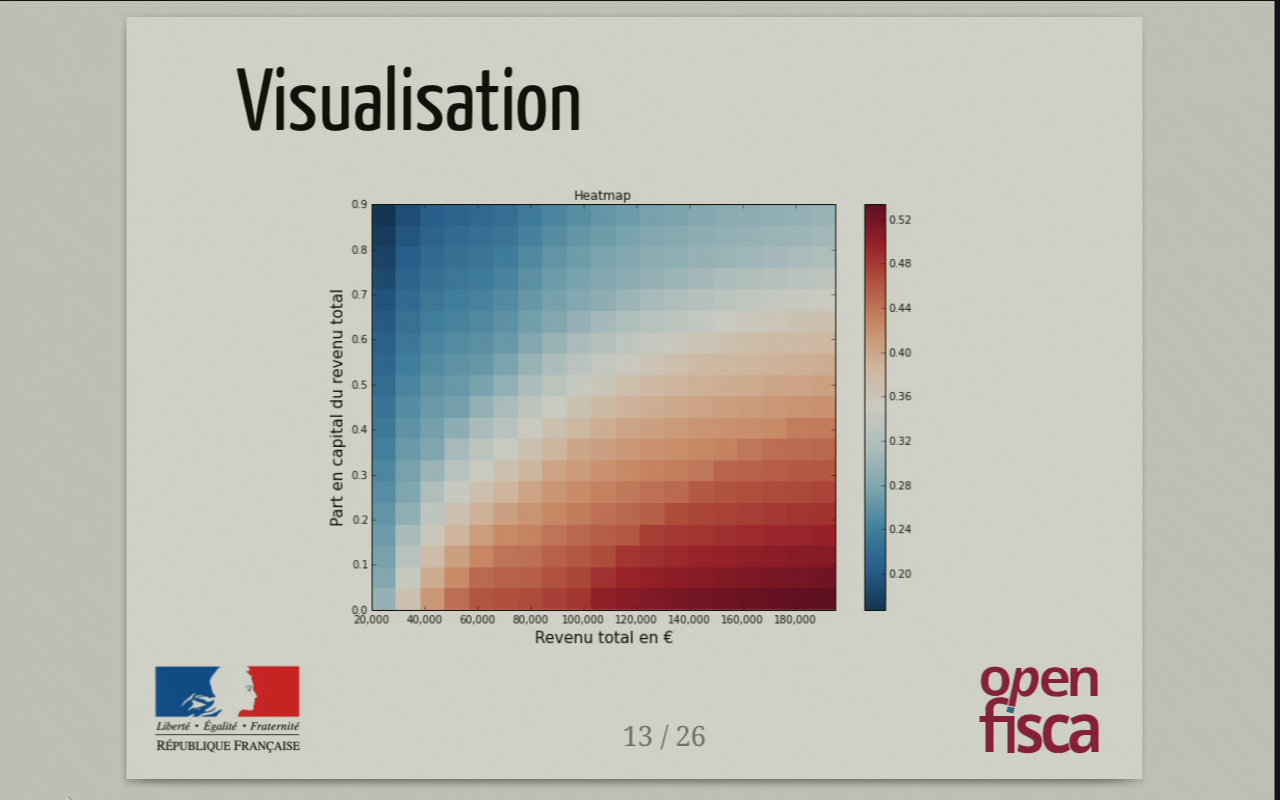 Visualisation
Heatmap
0.9
0.8
0.7
0.6
0.5
0.4
0.3
0.2
0.1
0.0
Part en capital du revenu total
20,000 40,000 60,000 80,000 100,000 120,000 140,000 160,000 180,000
Revenu total en €
0.52
0.48
0.44
0.40
0.36
0.32
0.28
0.24
0.20
Liberté • Égalité • Fraternité
RÉPUBLIQUE FRANÇAISE
13 / 26
open
fisca